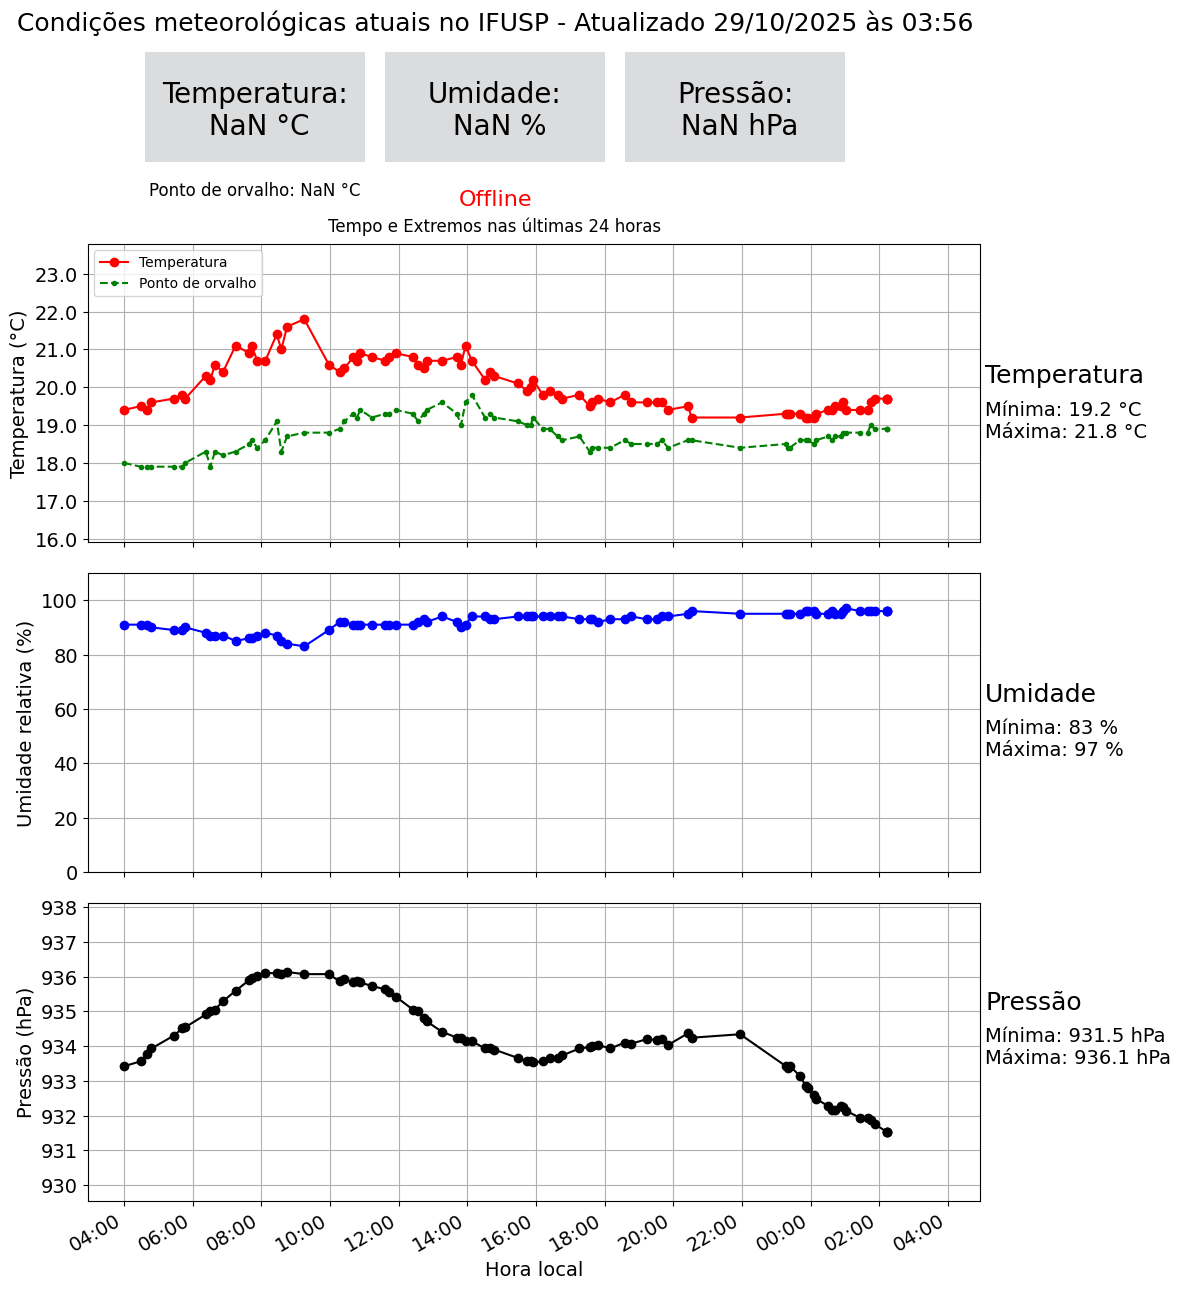 Condições meteorológicas atuais no IFUSP - Atualizado 29/10/2025 às 03:56
Temperatura:
NaN °C
Umidade:
NaN %
Pressão:
NaN hPa
Ponto de orvalho: NaN °C
Offline
Tempo e Extremos nas últimas 24 horas
Temperatura
Ponto de orvalho
Temperatura (°C)
23.0
22.0
21.0
20.0
19.0
18.0
17.0
16.0
Temperatura
Mínima: 19.2 °C
Máxima: 21.8 °C
Umidade relativa (%)
100
80
60
40
20
0
Umidade
Mínima: 83 %
Máxima: 97 %
Pressão (hPa)
938
937
936
935
934
933
932
931
930
Pressão
Mínima: 931.5 hPa
Máxima: 936.1 hPa
04:00
06:00
08:00
10:00
12:00
14:00
16:00
18:00
20:00
22:00
00:00
02:00
04:00
Hora local